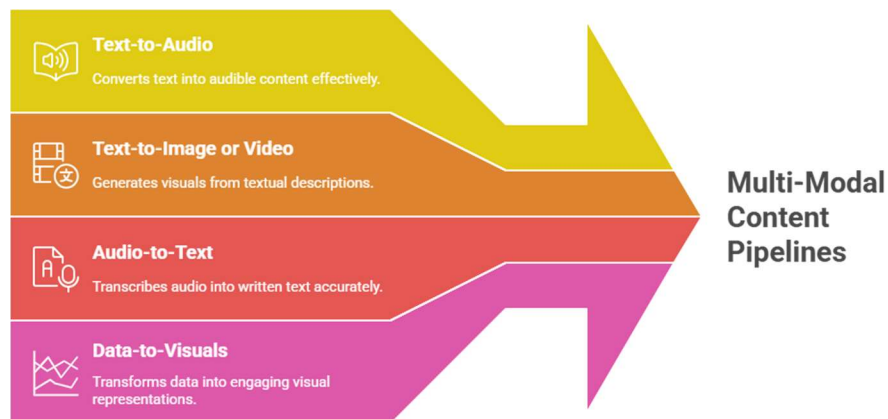 Text-to-Audio
Converts text into audible content effectively.
Text-to-Image or Video
Generates visuals from textual descriptions.
Audio-to-Text
Transcribes audio into written text accurately.
Data-to-Visuals
Transforms data into engaging visual
representations.
Multi-Modal
Content
Pipelines
A
文